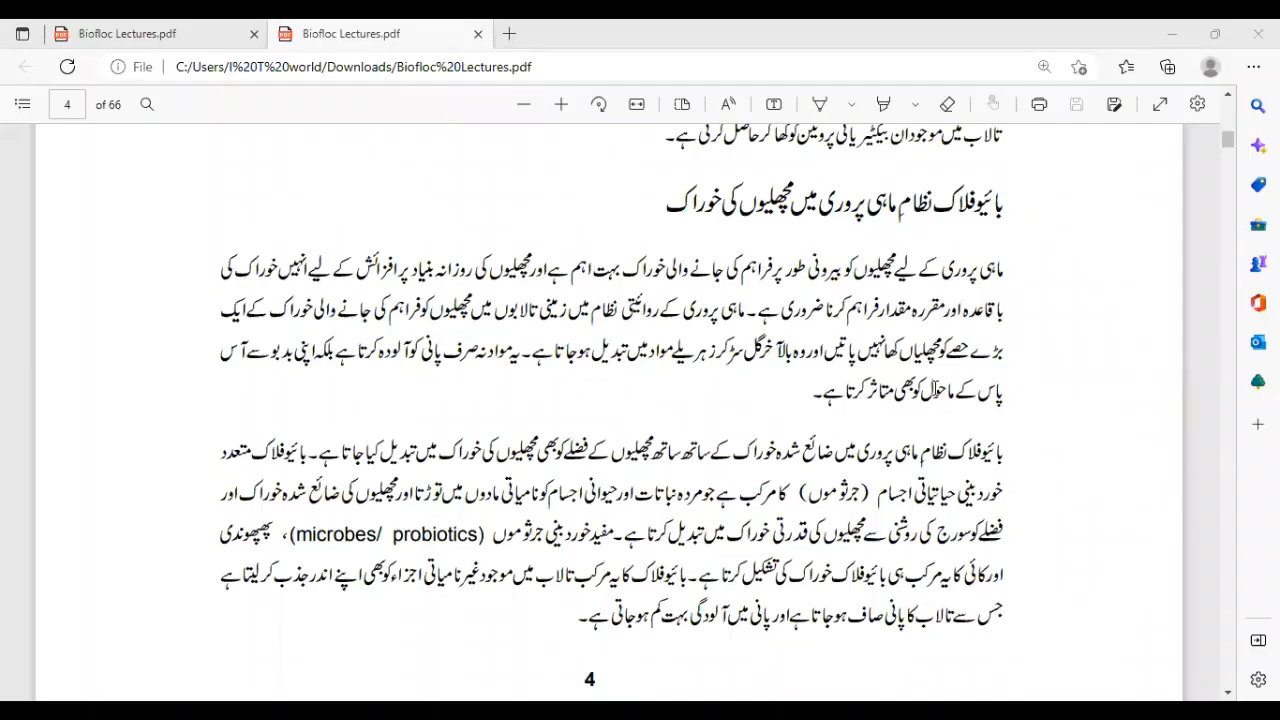 Biofloc Lectures.pdf
Biofloc Lectures.pdf
File
C:/Users/I%20T%20world/Downloads/Biofloc%20Lectures.pdf
4 of 66
تالاب میں موجود ان بیکٹیریائی پروٹین کو کھا کر حاصل کرتی ہے۔
بائیو فلاک نظامِ ماہی پروری میں مچھلیوں کی خوراک
ماہی پروری کے لیے مچھلیوں کو بیرونی طور پر فراہم کی جانے والی خوراک بہت اہم ہے اور مچھلیوں کی روزانہ بنیاد پر افزائش کے لیے انہیں خوراک کی
باقاعدہ اور مقررہ مقدار فراہم کرنا ضروری ہے۔ ماہی پروری کے روائیتی نظام میں زمینی تالابوں میں مچھلیوں کو فراہم کی جانے والی خوراک کے ایک
بڑے حصے کو مچھلیاں کھا نہیں پاتیں اور وہ بالآخر گل سڑ کر زہریلے مواد میں تبدیل ہو جاتا ہے۔ یہ مواد نہ صرف پانی کو آلودہ کرتا ہے بلکہ اپنی بدبو سے آس
پاس کے ماحول کو بھی متاثر کرتا ہے۔
بائیو فلاک نظامِ ماہی پروری میں ضائع شدہ خوراک کے ساتھ ساتھ مچھلیوں کے فضلے کو بھی مچھلیوں کی خوراک میں تبدیل کیا جاتا ہے۔ بائیو فلاک متعدد
خوردبینی حیاتیاتی اجسام (جرثوموں) کا مرکب ہے جو مردہ نباتات اور حیوانی اجسام کو نامیاتی مادوں میں توڑتا اور مچھلیوں کی ضائع شدہ خوراک اور
فضلے کو سورج کی روشنی سے مچھلیوں کی قدرتی خوراک میں تبدیل کرتا ہے۔ مفید خوردبینی جرثوموں (microbes/ probiotics)، پھپھوندی
اور کائی کا یہ مرکب ہی بائیو فلاک خوراک کی تشکیل کرتا ہے۔ بائیو فلاک کا یہ مرکب تالاب میں موجود غیر نامیاتی اجزاء کو بھی اپنے اندر جذب کر لیتا ہے
جس سے تالاب کا پانی صاف ہو جاتا ہے اور پانی میں آلودگی بہت کم ہو جاتی ہے۔
4